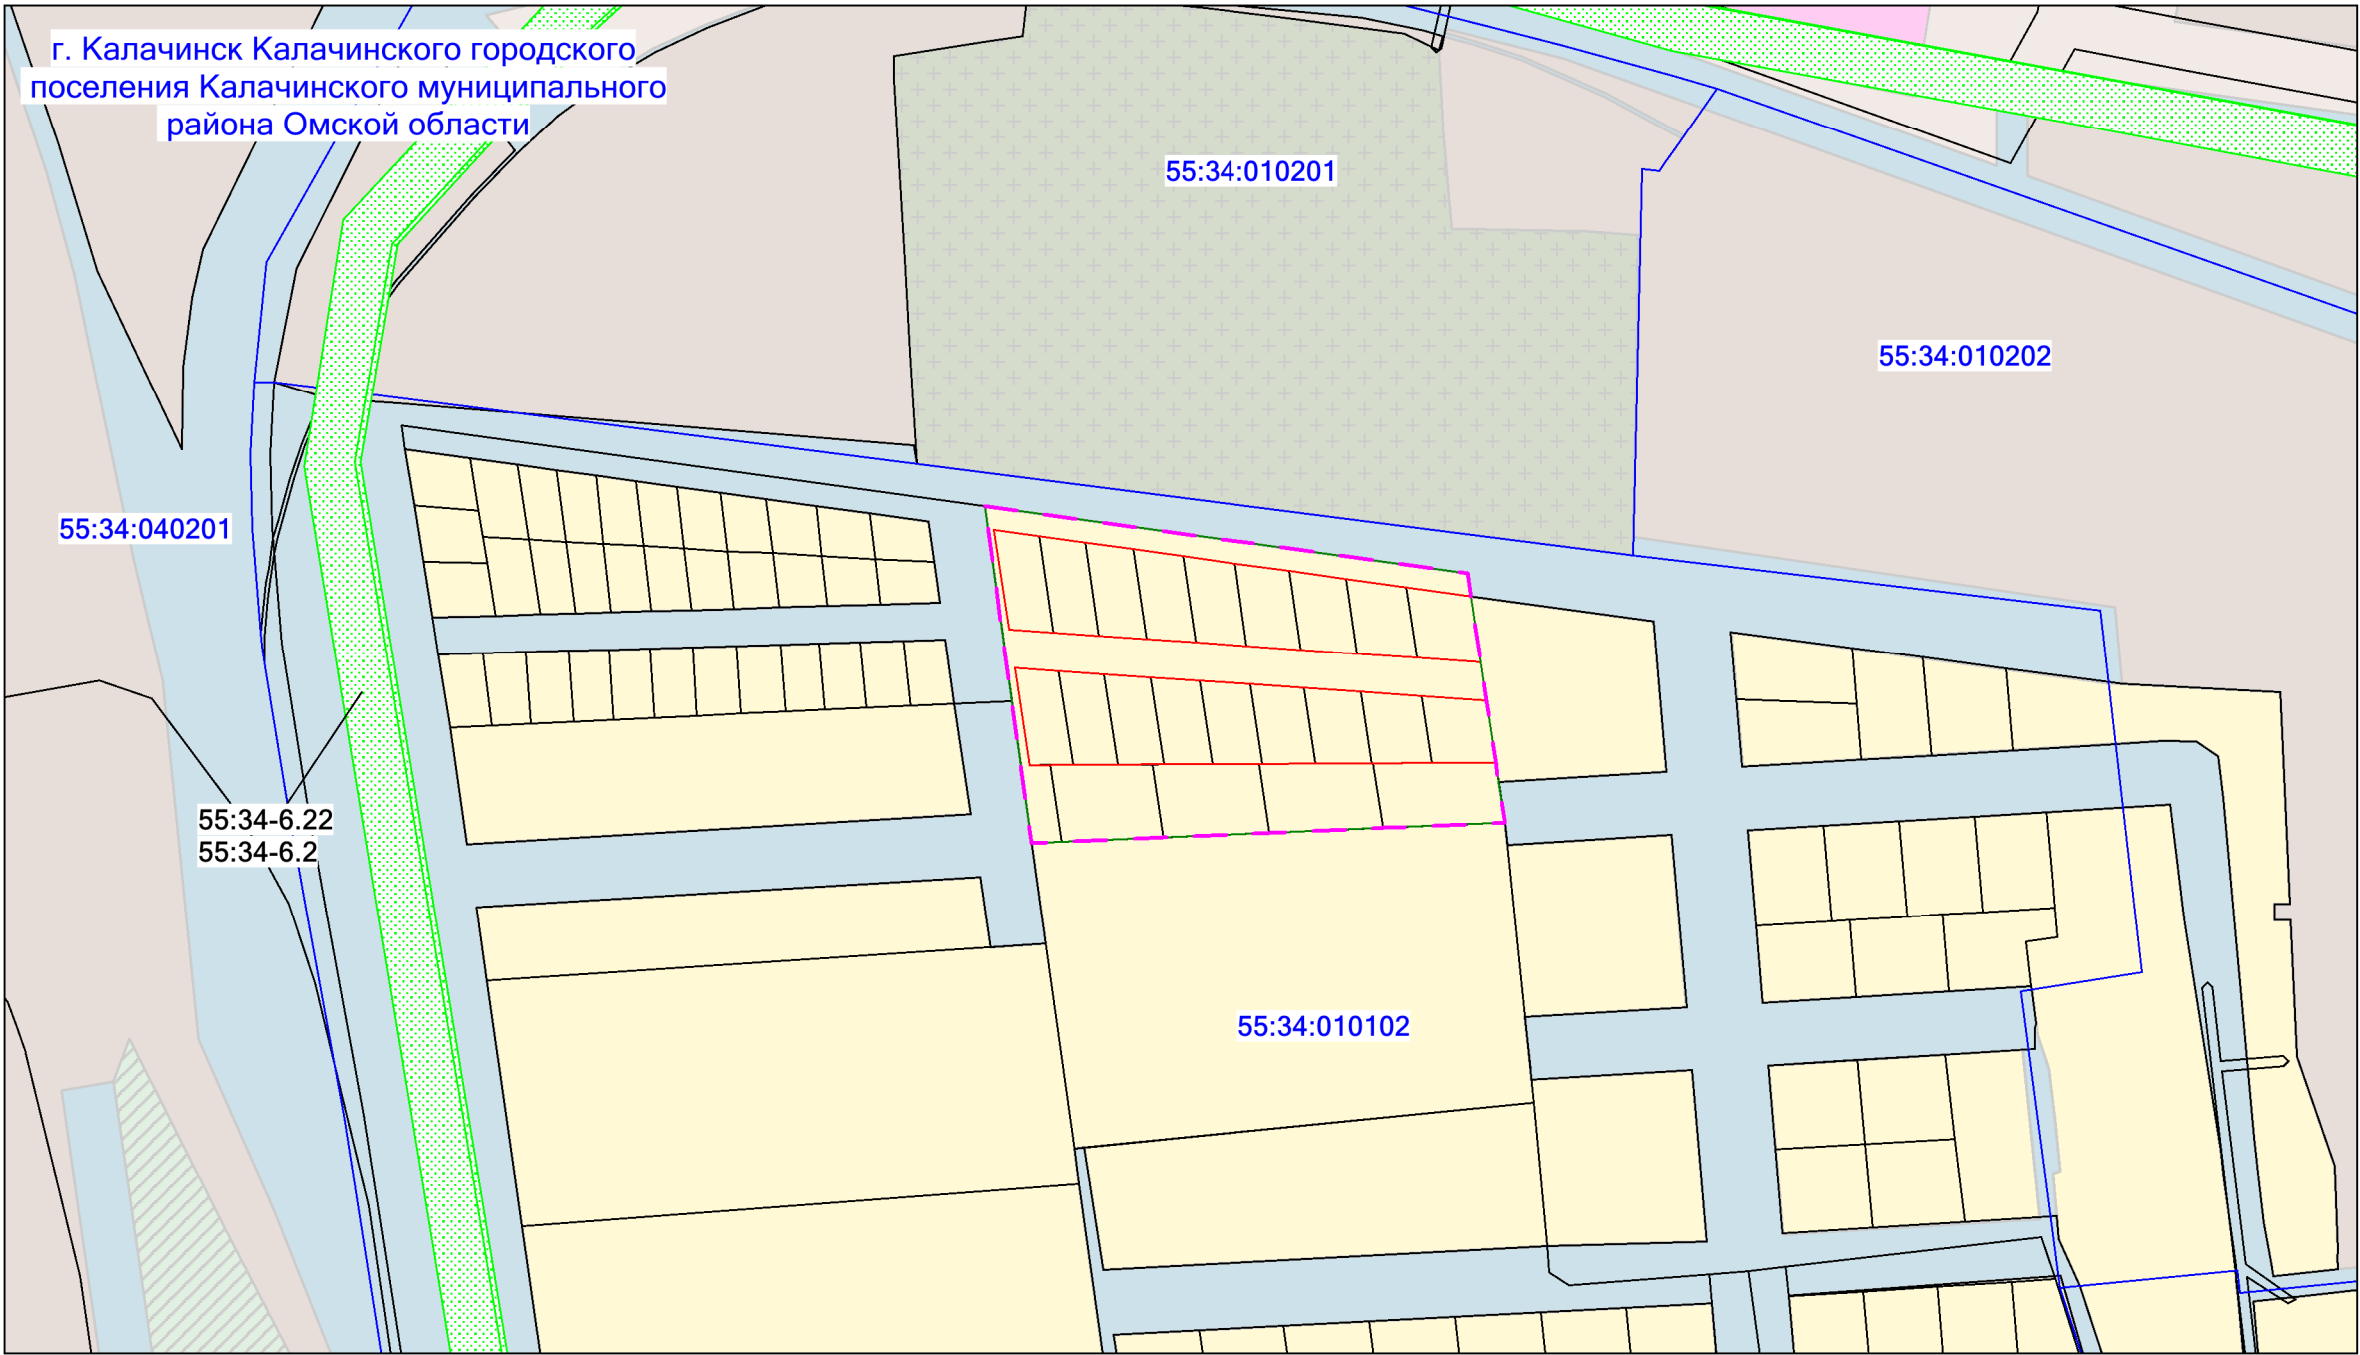 г. Калачинск Калачинского городского
поселения Калачинского муниципального
района Омской области
55:34:010201
55:34:010202
55:34:040201
55:34-6.22
55:34-6.2
55:34:010102